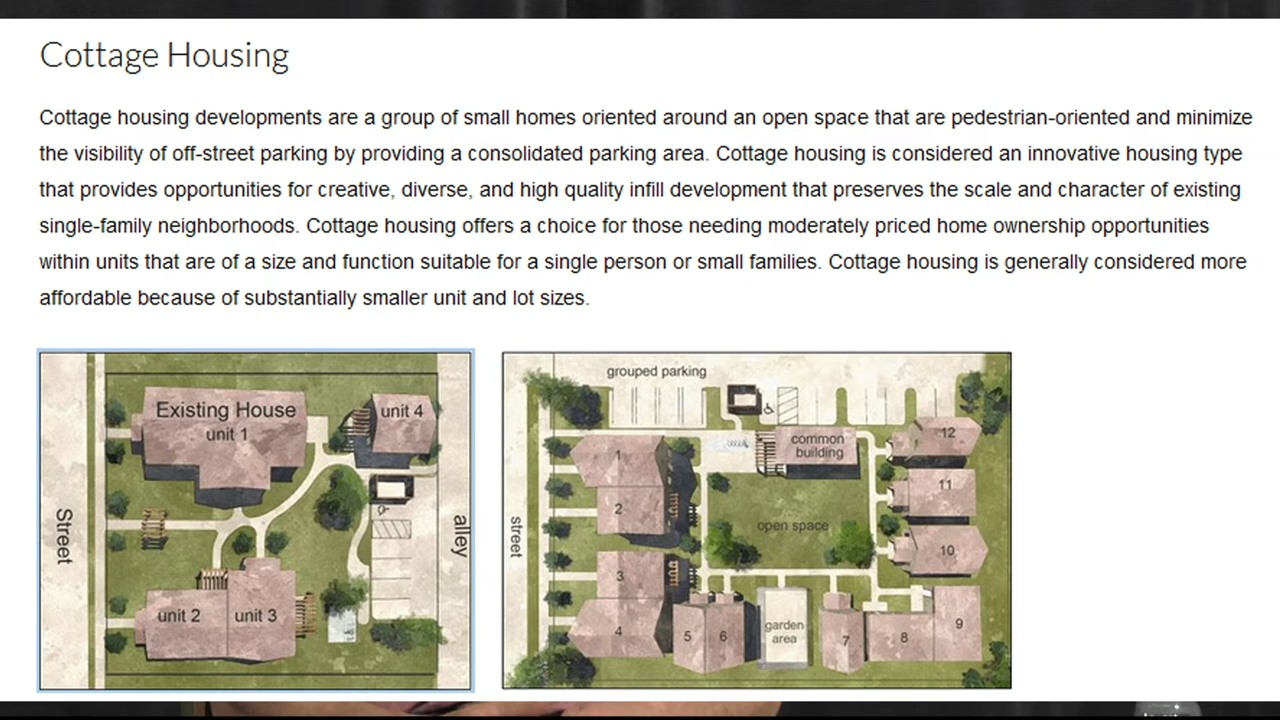 Cottage Housing
Cottage housing developments are a group of small homes oriented around an open space that are pedestrian-oriented and minimize
the visibility of off-street parking by providing a consolidated parking area. Cottage housing is considered an innovative housing type
that provides opportunities for creative, diverse, and high quality infill development that preserves the scale and character of existing
single-family neighborhoods. Cottage housing offers a choice for those needing moderately priced home ownership opportunities
within units that are of a size and function suitable for a single person or small families. Cottage housing is generally considered more
affordable because of substantially smaller unit and lot sizes.
Existing House
unit 1
unit 4
Street
alley
unit 2
unit 3
grouped parking
common
building
12
1
11
2
open space
street
10
3
4
5
6
garden
area
7
8
9